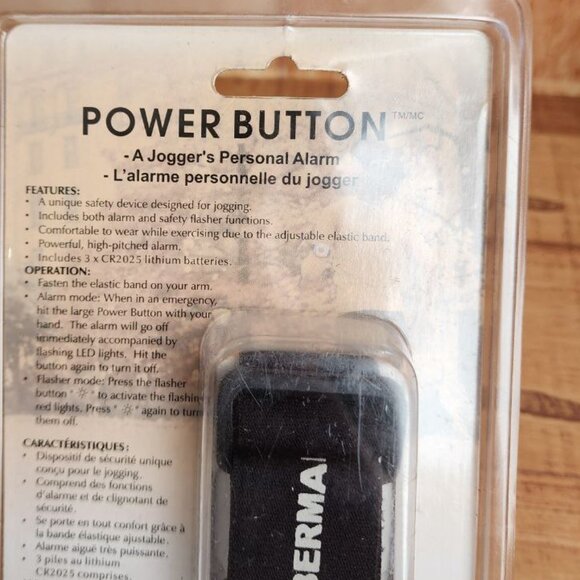 POWER BUTTON TM/MC
- A Jogger's Personal Alarm
- L'alarme personnelle du jogger
FEATURES:
• A unique safety device designed for jogging.
• Includes both alarm and safety flasher functions.
• Comfortable to wear while exercising due to the adjustable elastic band.
• Powerful, high-pitched alarm.
• Includes 3 x CR2025 lithium batteries.
OPERATION:
• Fasten the elastic band on your arm.
• Alarm mode: When in an emergency,
hit the large Power Button with your
hand. The alarm will go off
immediately accompanied by
flashing LED lights. Hit the
button again to turn it off.
• Flasher mode: Press the flasher
button "☼" to activate the flashing
red lights. Press "☼" again to turn
them off.
CARACTÉRISTIQUES:
• Dispositif de sécurité unique
conçu pour le jogging.
• Comprend des fonctions
d'alarme et de clignotant de
sécurité.
• Se porte en tout confort grâce à
la bande élastique ajustable.
• Alarme aiguë très puissante.
• 3 piles au lithium
CR2025 comprises.
BERMA